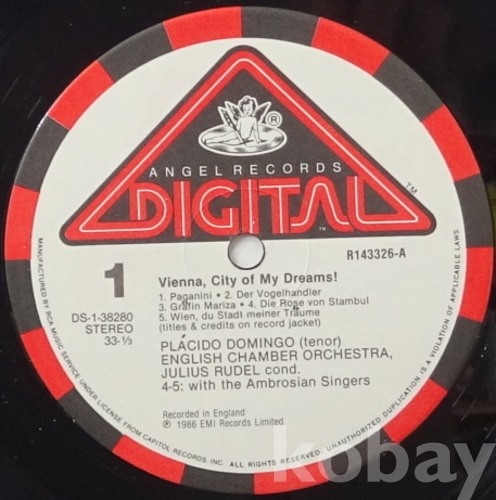 ®
ANGEL RECORDS
DIGITAL
TM
TM
R143326-A
1
DS-1-38280
STEREO
33-⅓
Vienna, City of My Dreams!
1. Paganini • 2. Der Vogelhandler
3. Gräfin Mariza • 4. Die Rose von Stambul
5. Wien, du Stadt meiner Träume
(titles & credits on record jacket)
PLÁCIDO DOMINGO (tenor)
ENGLISH CHAMBER ORCHESTRA,
JULIUS RUDEL cond.
4-5: with the Ambrosian Singers
Recorded in England
℗ 1986 EMI Records Limited
MANUFACTURED BY RCA MUSIC SERVICE UNDER LICENSE FROM CAPITOL RECORDS, INC. ALL RIGHTS RESERVED. UNAUTHORIZED DUPLICATION IS A VIOLATION OF APPLICABLE LAWS
kobay